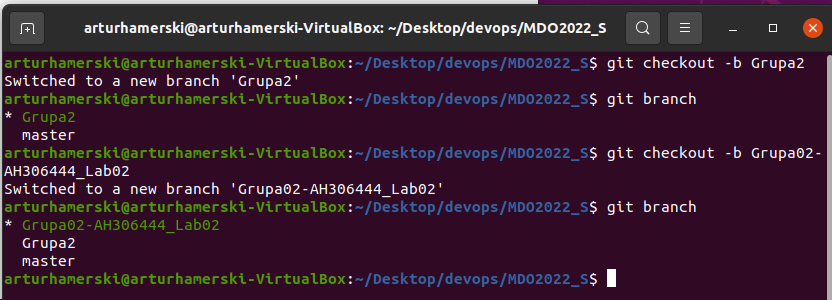 arturhamerski@arturhamerski-VirtualBox: ~/Desktop/devops/MDO2022_S
arturhamerski@arturhamerski-VirtualBox:~/Desktop/devops/MDO2022_S$ git checkout -b Grupa2
Switched to a new branch 'Grupa2'
arturhamerski@arturhamerski-VirtualBox:~/Desktop/devops/MDO2022_S$ git branch
* Grupa2
  master
arturhamerski@arturhamerski-VirtualBox:~/Desktop/devops/MDO2022_S$ git checkout -b Grupa02-
AH306444_Lab02
Switched to a new branch 'Grupa02-AH306444_Lab02'
arturhamerski@arturhamerski-VirtualBox:~/Desktop/devops/MDO2022_S$ git branch
* Grupa02-AH306444_Lab02
  Grupa2
  master
arturhamerski@arturhamerski-VirtualBox:~/Desktop/devops/MDO2022_S$